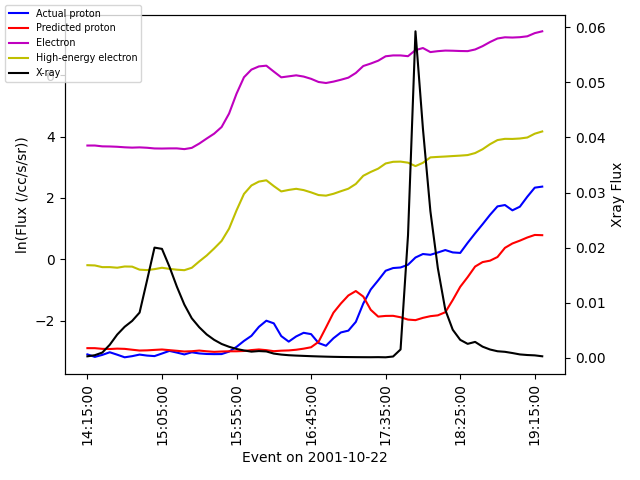 Actual proton
Predicted proton
Electron
High-energy electron
X-ray
ln(Flux (/cc/s/sr))
6
4
2
0
−2
Xray Flux
0.06
0.05
0.04
0.03
0.02
0.01
0.00
14:15:00
15:05:00
15:55:00
16:45:00
17:35:00
18:25:00
19:15:00
Event on 2001-10-22